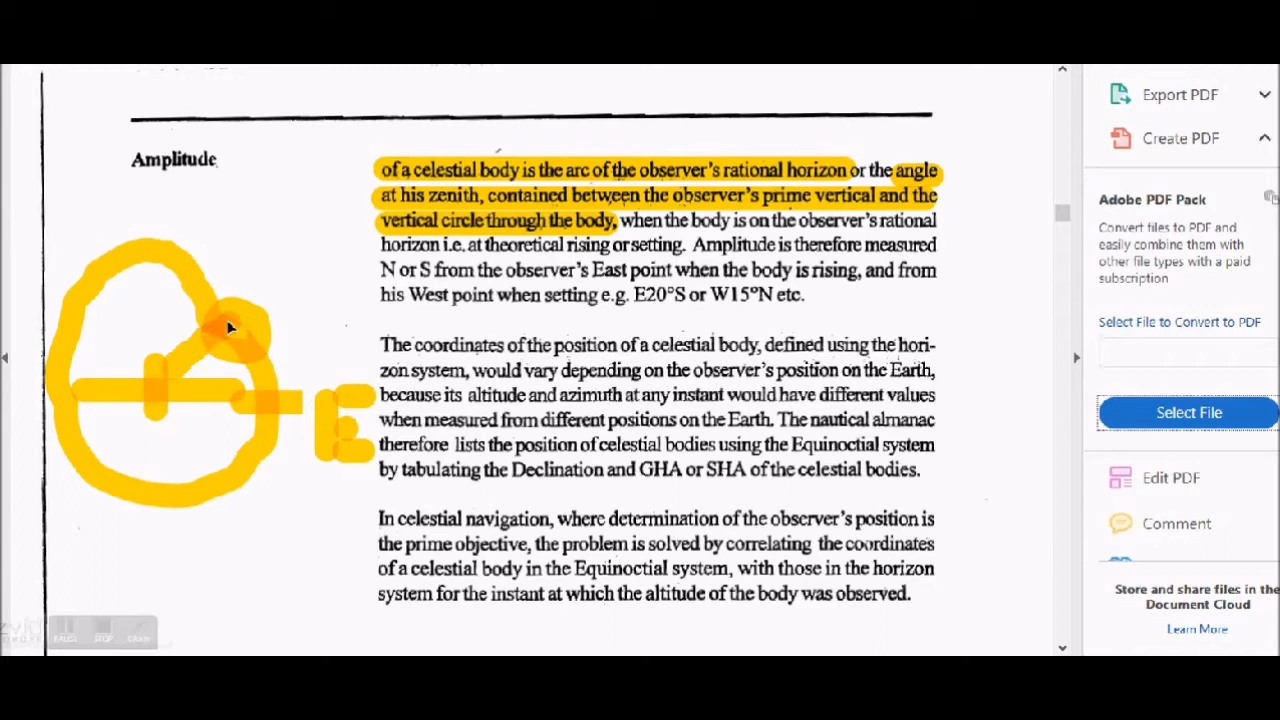 Amplitude
of a celestial body is the arc of the observer's rational horizon or the angle
at his zenith, contained between the observer's prime vertical and the
vertical circle through the body, when the body is on the observer's rational
horizon i.e. at theoretical rising or setting. Amplitude is therefore measured
N or S from the observer's East point when the body is rising, and from
his West point when setting e.g. E20°S or W15°N etc.
E
The coordinates of the position of a celestial body, defined using the hori-
zon system, would vary depending on the observer's position on the Earth,
because its altitude and azimuth at any instant would have different values
when measured from different positions on the Earth. The nautical almanac
therefore lists the position of celestial bodies using the Equinoctial system
by tabulating the Declination and GHA or SHA of the celestial bodies.
In celestial navigation, where determination of the observer's position is
the prime objective, the problem is solved by correlating the coordinates
of a celestial body in the Equinoctial system, with those in the horizon
system for the instant at which the altitude of the body was observed.
PAUSE STOP
Export PDF
Create PDF
Adobe PDF Pack
Convert files to PDF and
easily combine them with
other file types with a paid
subscription
Select File to Convert to PDF
Select File
Edit PDF
Comment
Store and share files in the
Document Cloud
Learn More